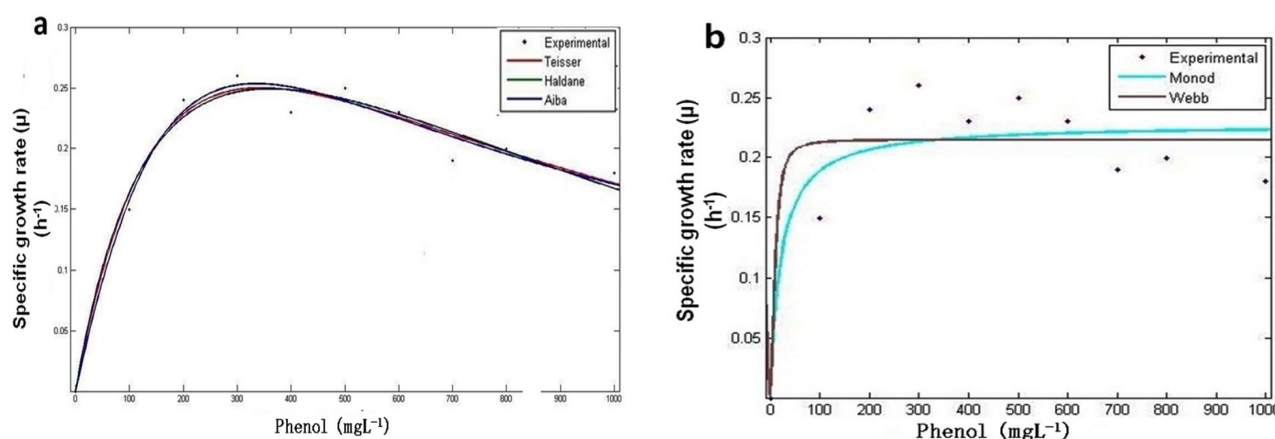 a
Specific growth rate (μ)
(h⁻¹)
0.3
0.25
0.2
0.15
0.1
0.05
0 100 200 300 400 500 600 700 800 900 1000
Phenol (mgL⁻¹)
Experimental
Teisser
Haldane
Aiba
b
Specific growth rate (μ)
(h⁻¹)
0.3
0.25
0.2
0.15
0.1
0.05
0 100 200 300 400 500 600 700 800 900 1000
Phenol (mgL⁻¹)
Experimental
Monod
Webb